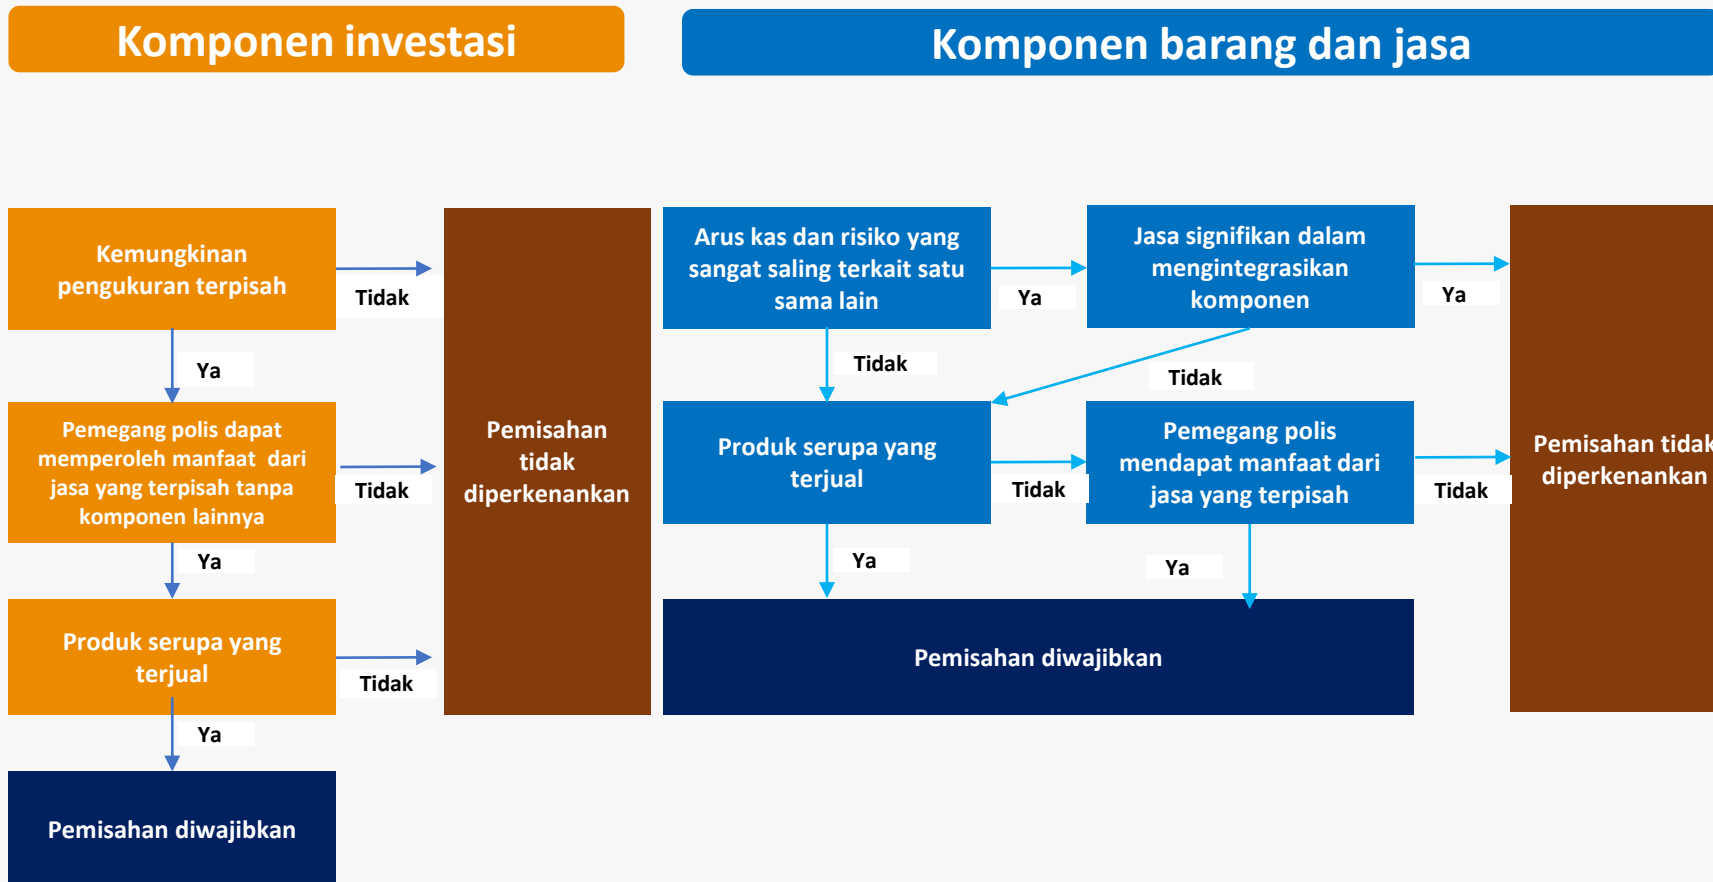 Komponen investasi
Komponen barang dan jasa
Kemungkinan
pengukuran terpisah
Tidak
Ya
Pemegang polis dapat
memperoleh manfaat dari
jasa yang terpisah tanpa
komponen lainnya
Tidak
Ya
Produk serupa yang
terjual
Tidak
Ya
Pemisahan diwajibkan
Pemisahan
tidak
diperkenankan
Arus kas dan risiko yang
sangat saling terkait satu
sama lain
Ya
Tidak
Jasa signifikan dalam
mengintegrasikan
komponen
Ya
Tidak
Produk serupa yang
terjual
Tidak
Ya
Pemegang polis
mendapat manfaat dari
jasa yang terpisah
Tidak
Ya
Pemisahan diwajibkan
Pemisahan tidak
diperkenankan